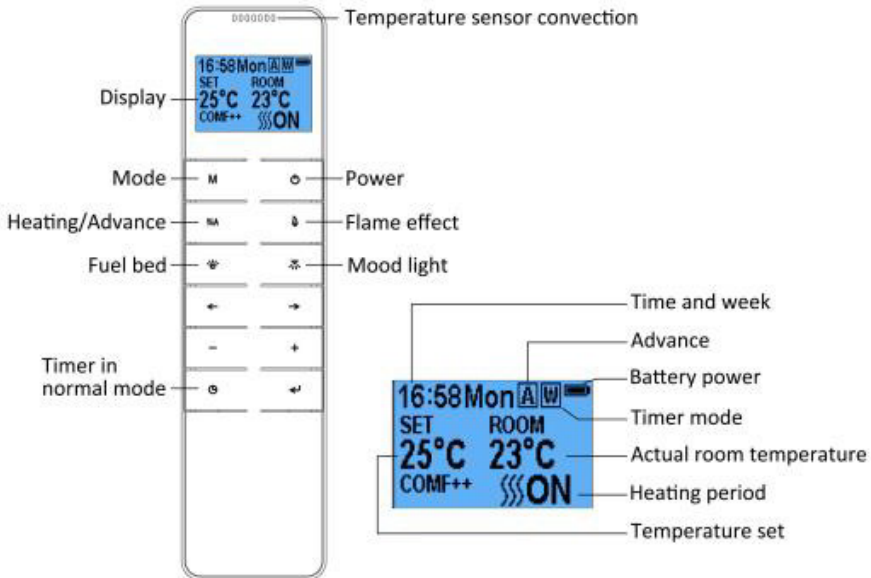 Temperature sensor convection
16:58Mon A W
SET ROOM
Display
25°C 23°C
COMF++ ON
Mode M Power
Heating/Advance Flame effect
Fuel bed Mood light
← →
- +
Timer in
normal mode
Time and week
Advance
Battery power
16:58Mon A W
Timer mode
SET ROOM
25°C 23°C
Actual room temperature
COMF++ ON
Heating period
Temperature set